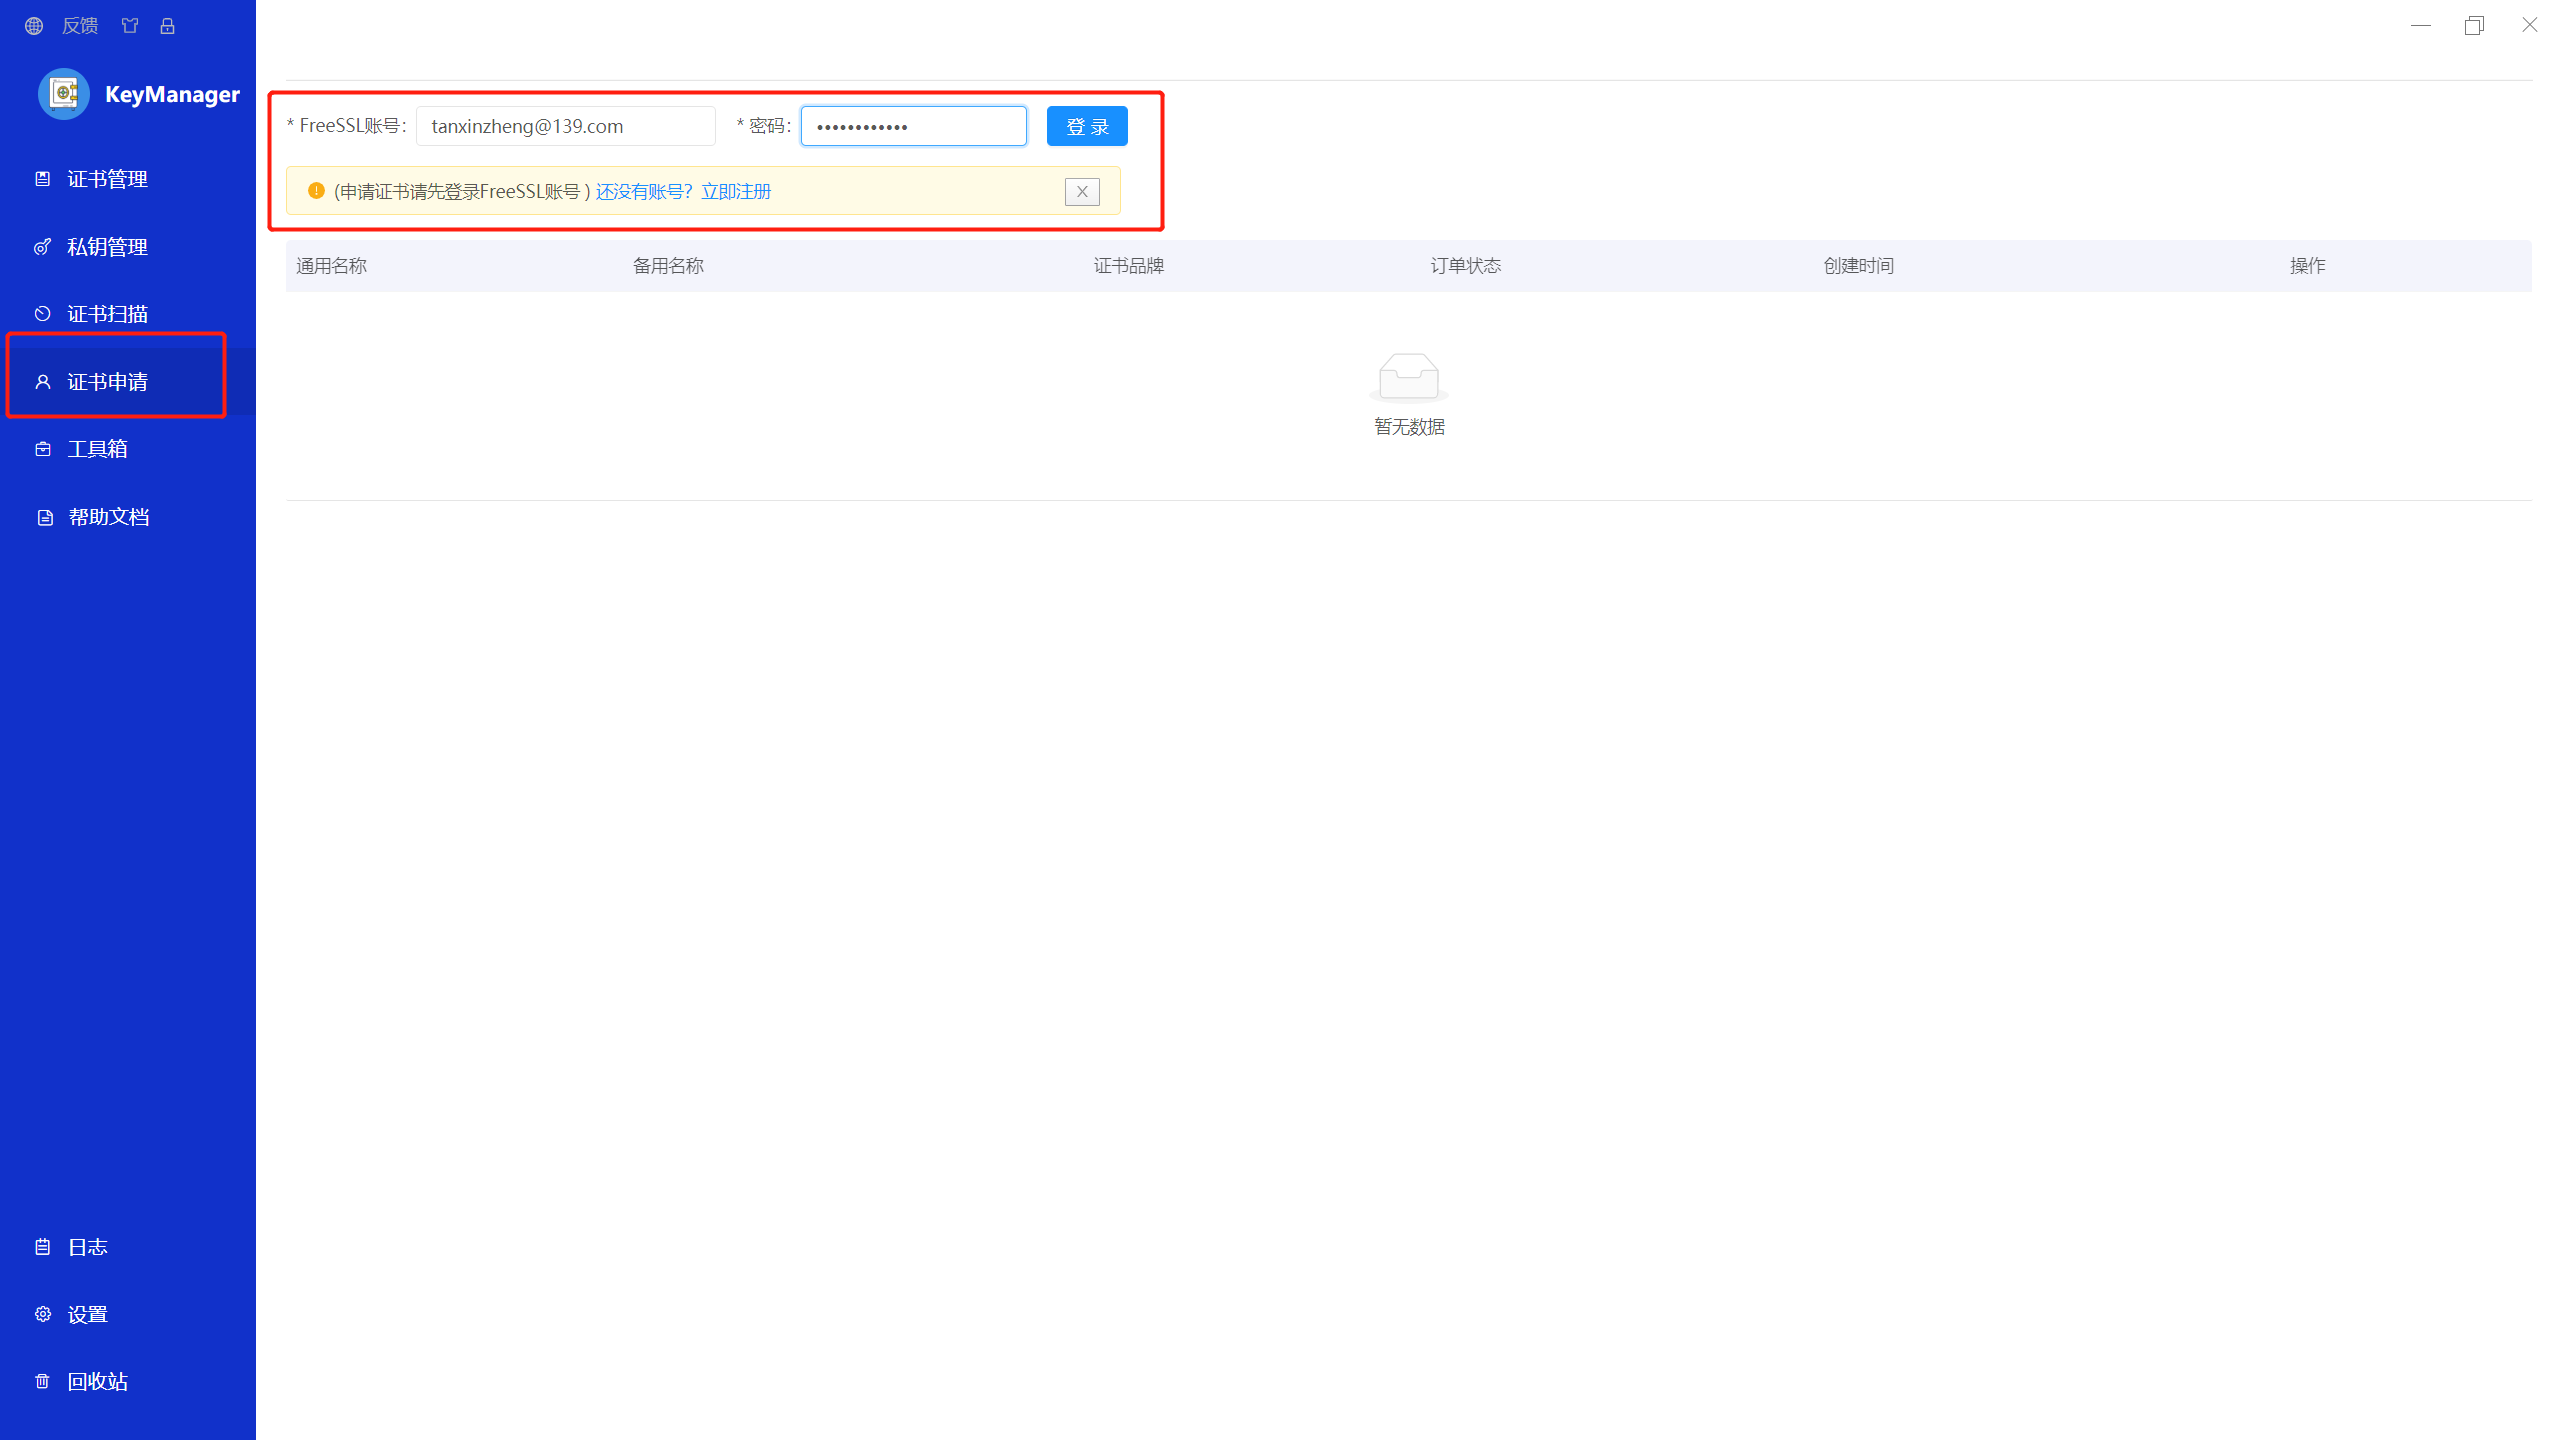 反馈
KeyManager
证书管理
私钥管理
证书扫描
证书申请
工具箱
帮助文档
日志
设置
回收站
* FreeSSL账号: tanxinzheng@139.com * 密码: •••••••••••• 登 录
(申请证书请先登录FreeSSL账号 ) 还没有账号? 立即注册 X
通用名称 备用名称 证书品牌 订单状态 创建时间 操作
暂无数据